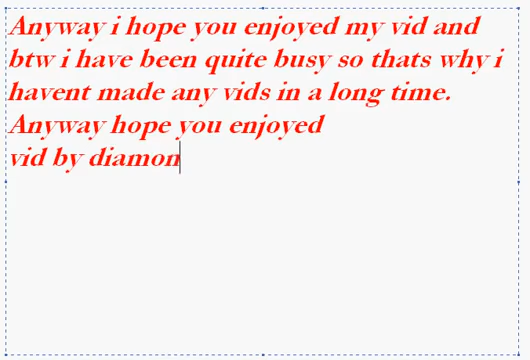 Anyway i hope you enjoyed my vid and
btw i have been quite busy so thats why i
havent made any vids in a long time.
Anyway hope you enjoyed
vid by diamon